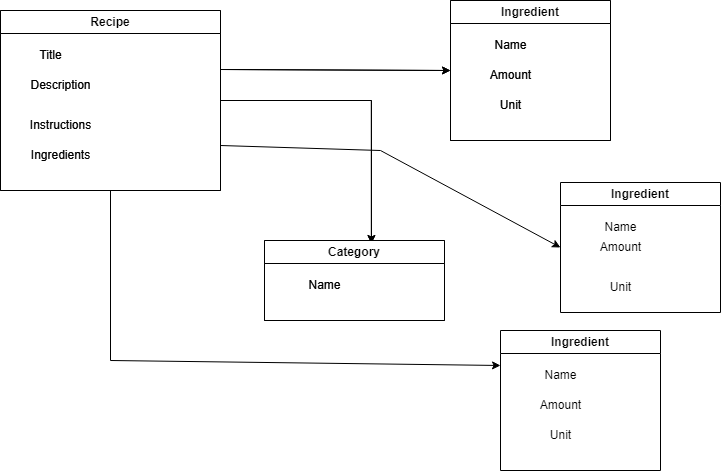 Recipe
Title
Description
Instructions
Ingredients
Ingredient
Name
Amount
Unit
Ingredient
Name
Amount
Unit
Category
Name
Ingredient
Name
Amount
Unit